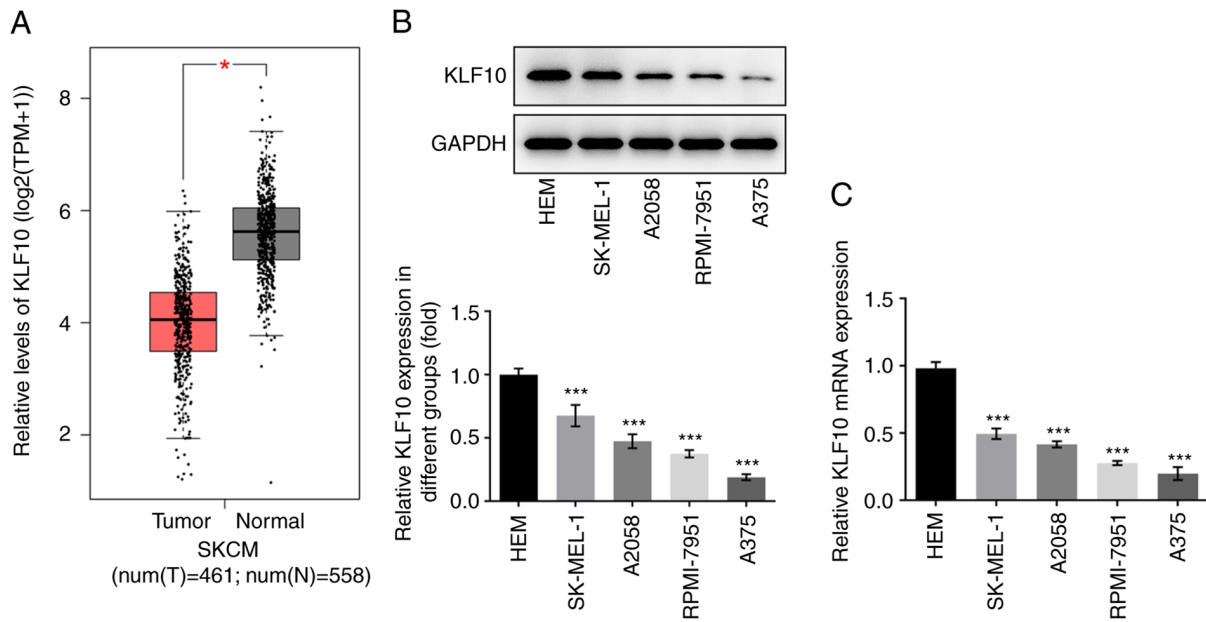 A
Relative levels of KLF10 (log2(TPM+1))
8
6
4
2
*
Tumor Normal
SKCM
(num(T)=461; num(N)=558)
B
KLF10
GAPDH
HEM
SK-MEL-1
A2058
RPMI-7951
A375
Relative KLF10 expression in
different groups (fold)
1.5
1.0
0.5
0.0
***
***
***
***
HEM
SK-MEL-1
A2058
RPMI-7951
A375
C
Relative KLF10 mRNA expression
1.5
1.0
0.5
0.0
***
***
***
***
HEM
SK-MEL-1
A2058
RPMI-7951
A375